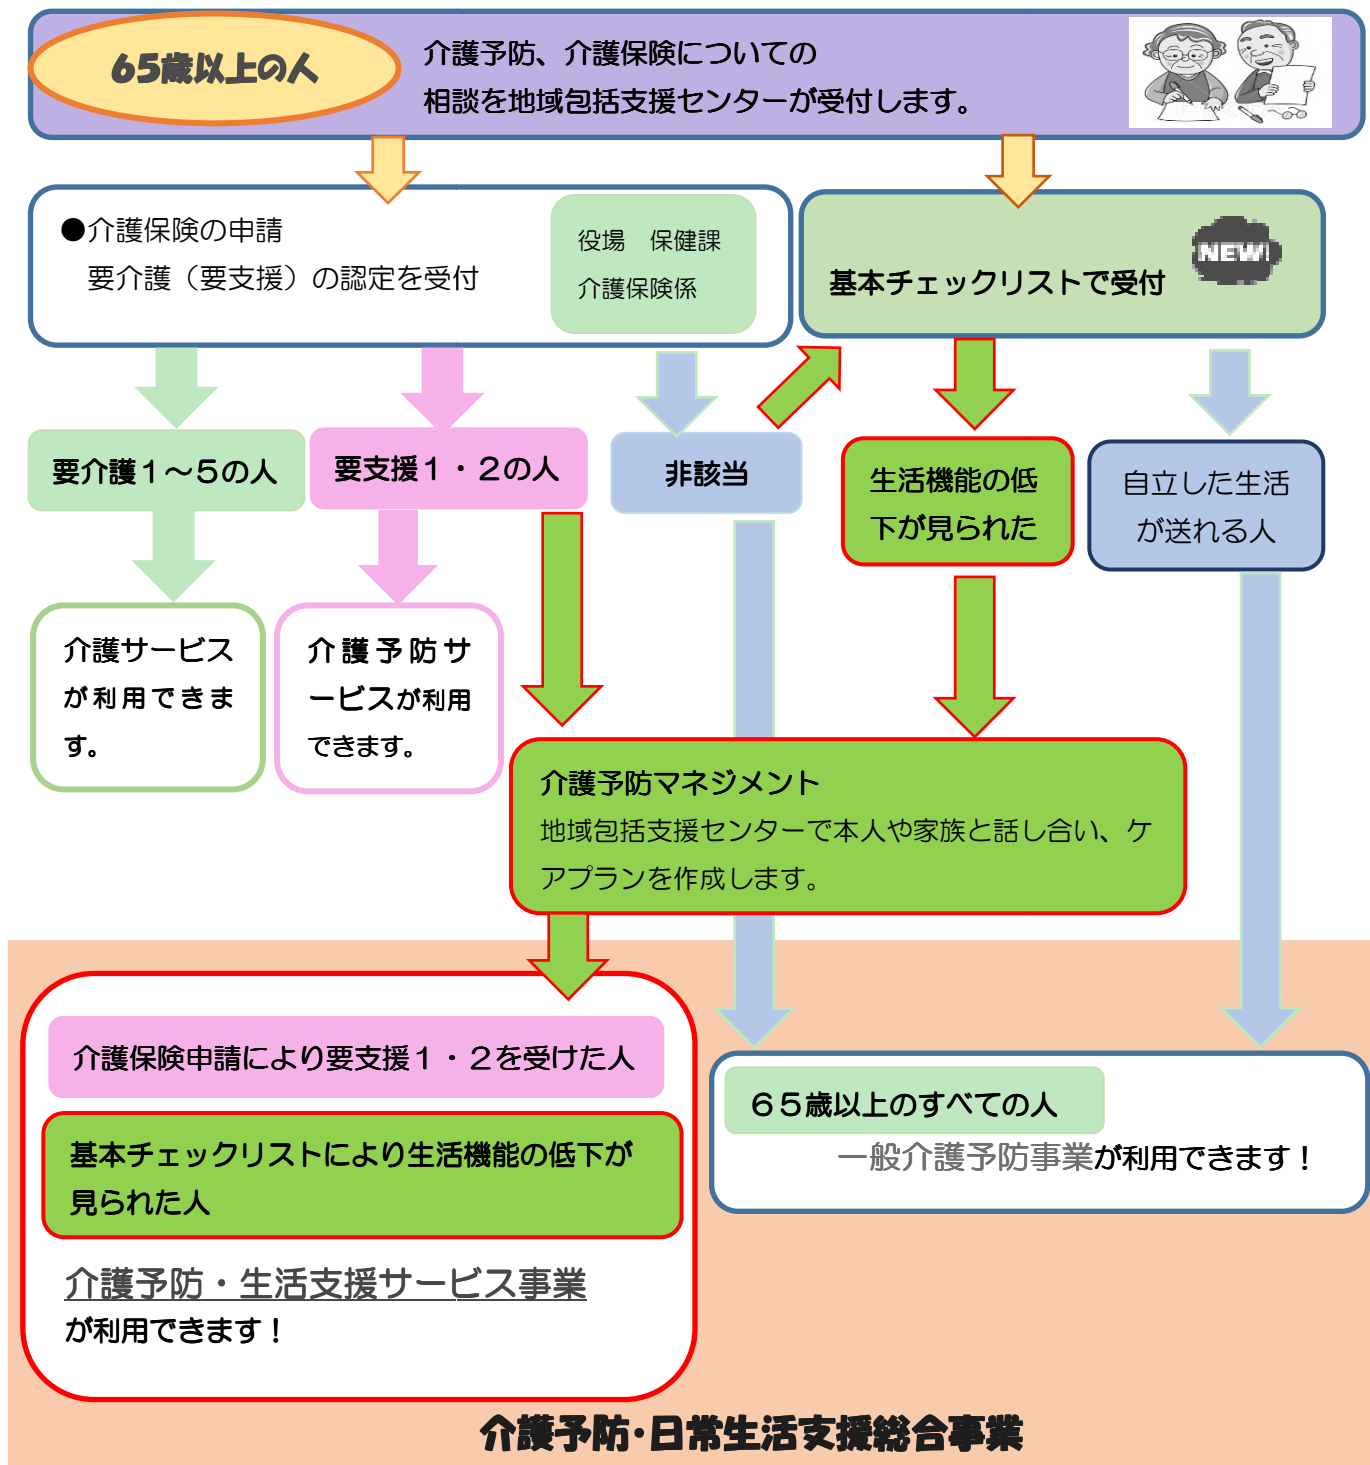 65歳以上の人
介護予防、介護保険についての
相談を地域包括支援センターが受付します。
●介護保険の申請
要介護（要支援）の認定を受付
役場　保健課
介護保険係
基本チェックリストで受付
NEW!
要介護１～５の人
要支援１・２の人
非該当
生活機能の低
下が見られた
自立した生活
が送れる人
介護サービス
が利用できま
す。
介護予防サ
ービスが利用
できます。
介護予防マネジメント
地域包括支援センターで本人や家族と話し合い、ケ
アプランを作成します。
介護保険申請により要支援１・２を受けた人
基本チェックリストにより生活機能の低下が
見られた人
介護予防・生活支援サービス事業
が利用できます！
６５歳以上のすべての人
一般介護予防事業が利用できます！
介護予防・日常生活支援総合事業